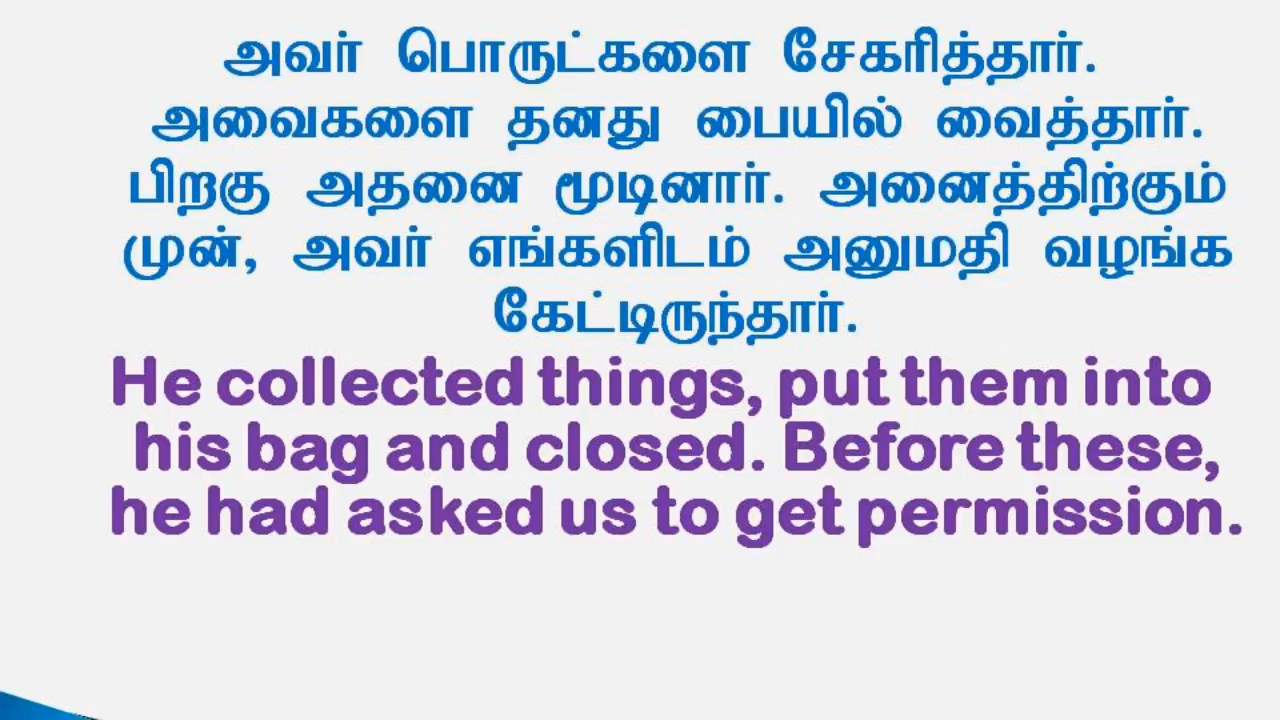 அவர் பொருட்களை சேகரித்தார்.
அவைகளை தனது பையில் வைத்தார்.
பிறகு அதனை மூடினார். அனைத்திற்கும்
முன், அவர் எங்களிடம் அனுமதி வழங்க
கேட்டிருந்தார்.
He collected things, put them into
his bag and closed. Before these,
he had asked us to get permission.